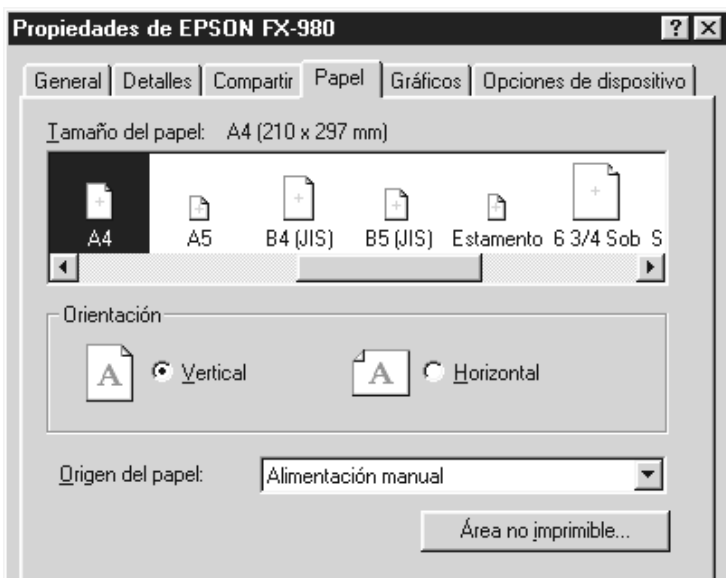 Propiedades de EPSON FX-980
General Detalles Compartir Papel Gráficos Opciones de dispositivo
Tamaño del papel: A4 (210 x 297 mm)
A4 A5 B4 (JIS) B5 (JIS) Estamento 6 3/4 Sob S
Orientación
A Vertical A Horizontal
Origen del papel: Alimentación manual
Área no imprimible...